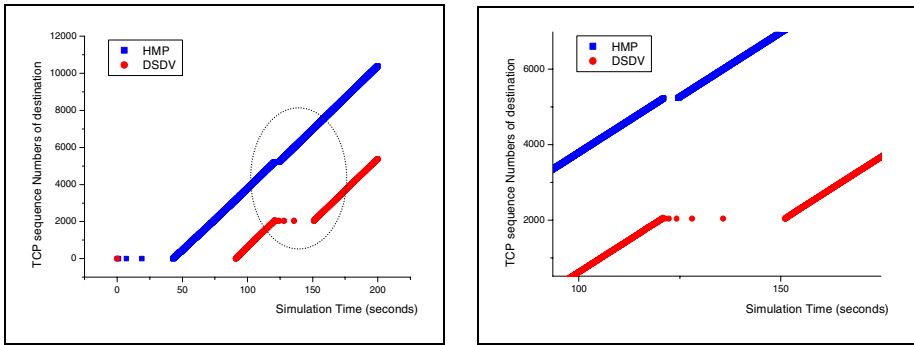 TCP sequence Numbers of destination
12000
10000
8000
6000
4000
2000
0
HMP
DSDV
0
50
100
150
200
Simulation Time (seconds)
TCP sequence Numbers of destination
6000
4000
2000
HMP
DSDV
100
150
Simulation Time (seconds)